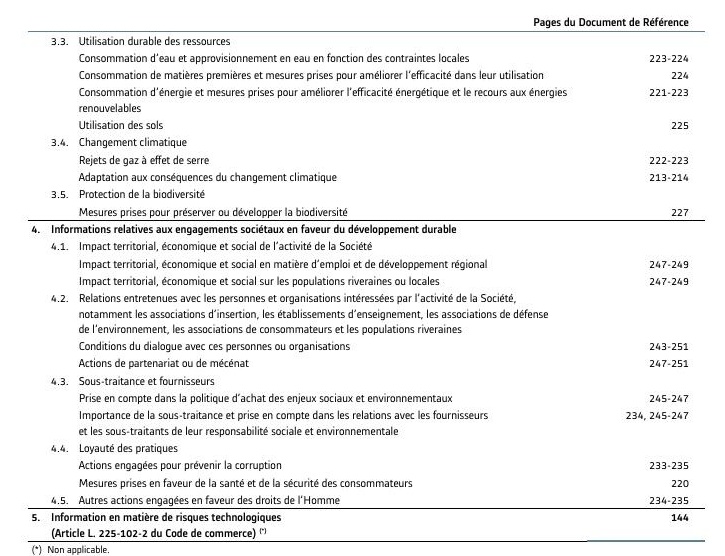 Pages du Document de Référence
3.3. Utilisation durable des ressources
Consommation d'eau et approvisionnement en eau en fonction des contraintes locales 223-224
Consommation de matières premières et mesures prises pour améliorer l'efficacité dans leur utilisation 224
Consommation d'énergie et mesures prises pour améliorer l'efficacité énergétique et le recours aux énergies
renouvelables 221-223
Utilisation des sols 225
3.4. Changement climatique
Rejets de gaz à effet de serre 222-223
Adaptation aux conséquences du changement climatique 213-214
3.5. Protection de la biodiversité
Mesures prises pour préserver ou développer la biodiversité 227
4. Informations relatives aux engagements sociétaux en faveur du développement durable
4.1. Impact territorial, économique et social de l'activité de la Société
Impact territorial, économique et social en matière d'emploi et de développement régional 247-249
Impact territorial, économique et social sur les populations riveraines ou locales 247-249
4.2. Relations entretenues avec les personnes et organisations intéressées par l'activité de la Société,
notamment les associations d'insertion, les établissements d'enseignement, les associations de défense
de l'environnement, les associations de consommateurs et les populations riveraines
Conditions du dialogue avec ces personnes ou organisations 243-251
Actions de partenariat ou de mécénat 247-251
4.3. Sous-traitance et fournisseurs
Prise en compte dans la politique d'achat des enjeux sociaux et environnementaux 245-247
Importance de la sous-traitance et prise en compte dans les relations avec les fournisseurs 234, 245-247
et les sous-traitants de leur responsabilité sociale et environnementale
4.4. Loyauté des pratiques
Actions engagées pour prévenir la corruption 233-235
Mesures prises en faveur de la santé et de la sécurité des consommateurs 220
4.5. Autres actions engagées en faveur des droits de l'Homme 234-235
5. Information en matière de risques technologiques 144
(Article L. 225-102-2 du Code de commerce) (*)
(*) Non applicable.